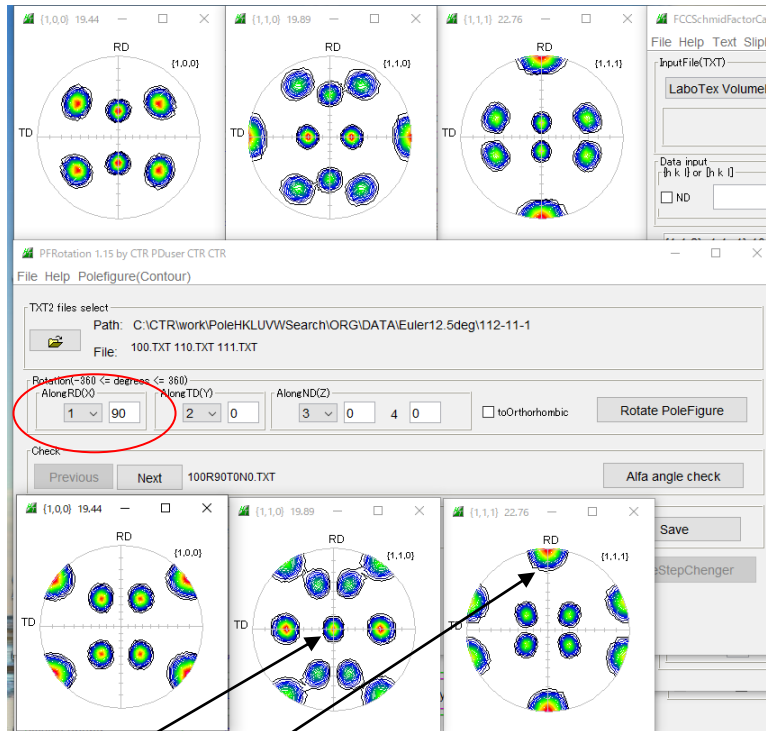 {1,0,0} 19.44
{1,1,0} 19.89
{1,1,1} 22.76
FCCSchmidFactorCa
File Help Text
InputFile(TXT)
LaboTex Volume
Data input
{h k l} or [h k l]
ND
RD
{1,0,0}
TD
RD
{1,1,0}
TD
RD
{1,1,1}
TD
PFRotation 1.15 by CTR PDuser CTR CTR
File Help Polefigure(Contour)
TXT2 files select
Path: C:\CTR\work\PoleHKLUVWSearch\ORG\DATA\Euler12.5deg\112-11-1
File: 100.TXT 110.TXT 111.TXT
Rotation(-360 <= degrees <= 360)
AlongRD(X)
AlongTD(Y)
AlongND(Z)
1 90 2 0 3 0 4 0 toOrthorhombic Rotate PoleFigure
Check
Previous Next 100R90T0N0.TXT Alfa angle check
{1,0,0} 19.44
{1,1,0} 19.89
{1,1,1} 22.76
Save
eStepChenger
RD
{1,0,0}
TD
RD
{1,1,0}
TD
RD
{1,1,1}
TD